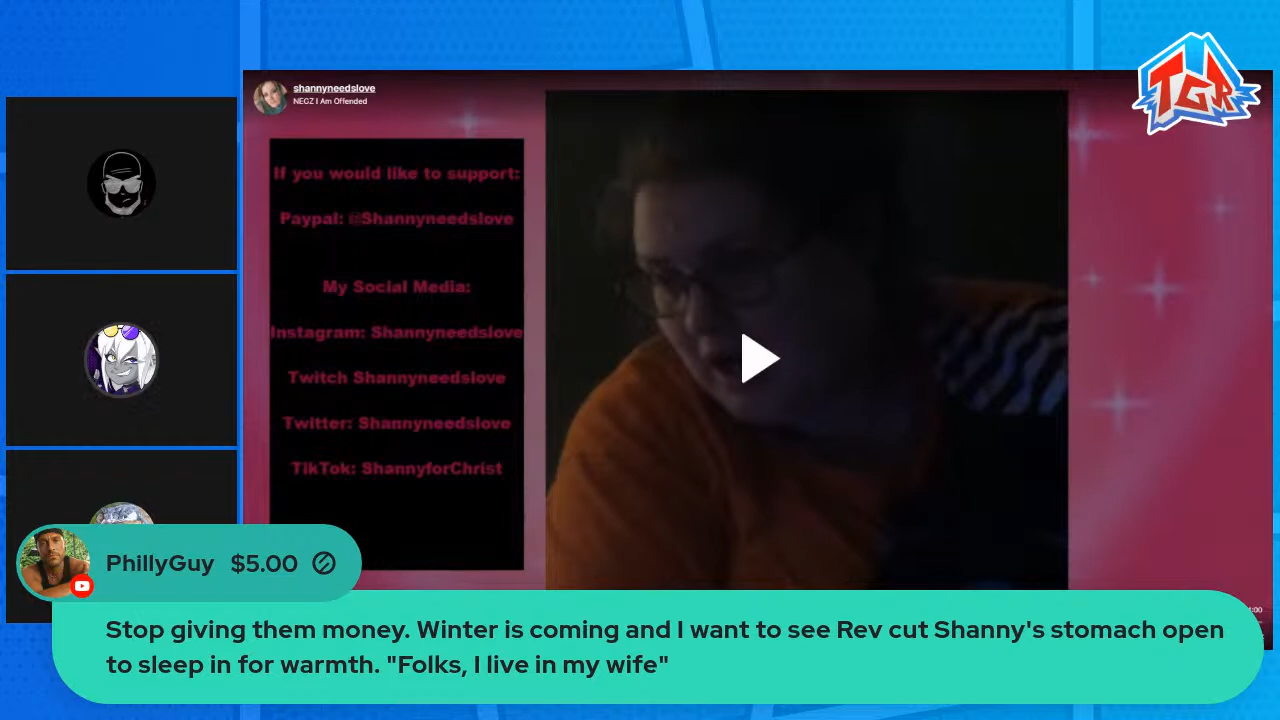 shannyneedslove
NEGZ I Am Offended
TGR
If you would like to support:
Paypal: @Shannyneedslove
My Social Media:
Instagram: Shannyneedslove
Twitch Shannyneedslove
Twitter: Shannyneedslove
TikTok: ShannyforChrist
PhillyGuy $5.00
Stop giving them money. Winter is coming and I want to see Rev cut Shanny's stomach open
to sleep in for warmth. "Folks, I live in my wife"